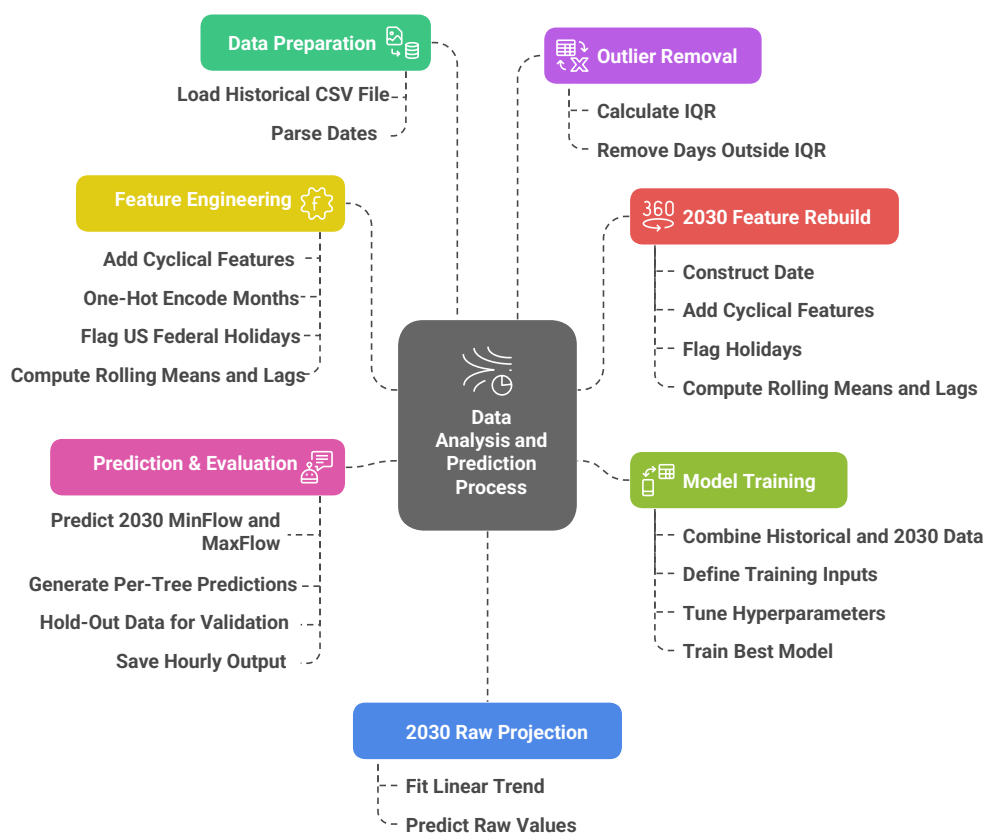 Data Preparation
Load Historical CSV File
Parse Dates
Outlier Removal
Calculate IQR
Remove Days Outside IQR
Feature Engineering
Add Cyclical Features
One-Hot Encode Months
Flag US Federal Holidays
Compute Rolling Means and Lags
360
2030 Feature Rebuild
Construct Date
Add Cyclical Features
Flag Holidays
Compute Rolling Means and Lags
Data
Analysis and
Prediction
Process
Prediction & Evaluation
Predict 2030 MinFlow and
MaxFlow
Generate Per-Tree Predictions
Hold-Out Data for Validation
Save Hourly Output
Model Training
Combine Historical and 2030 Data
Define Training Inputs
Tune Hyperparameters
Train Best Model
2030 Raw Projection
Fit Linear Trend
Predict Raw Values